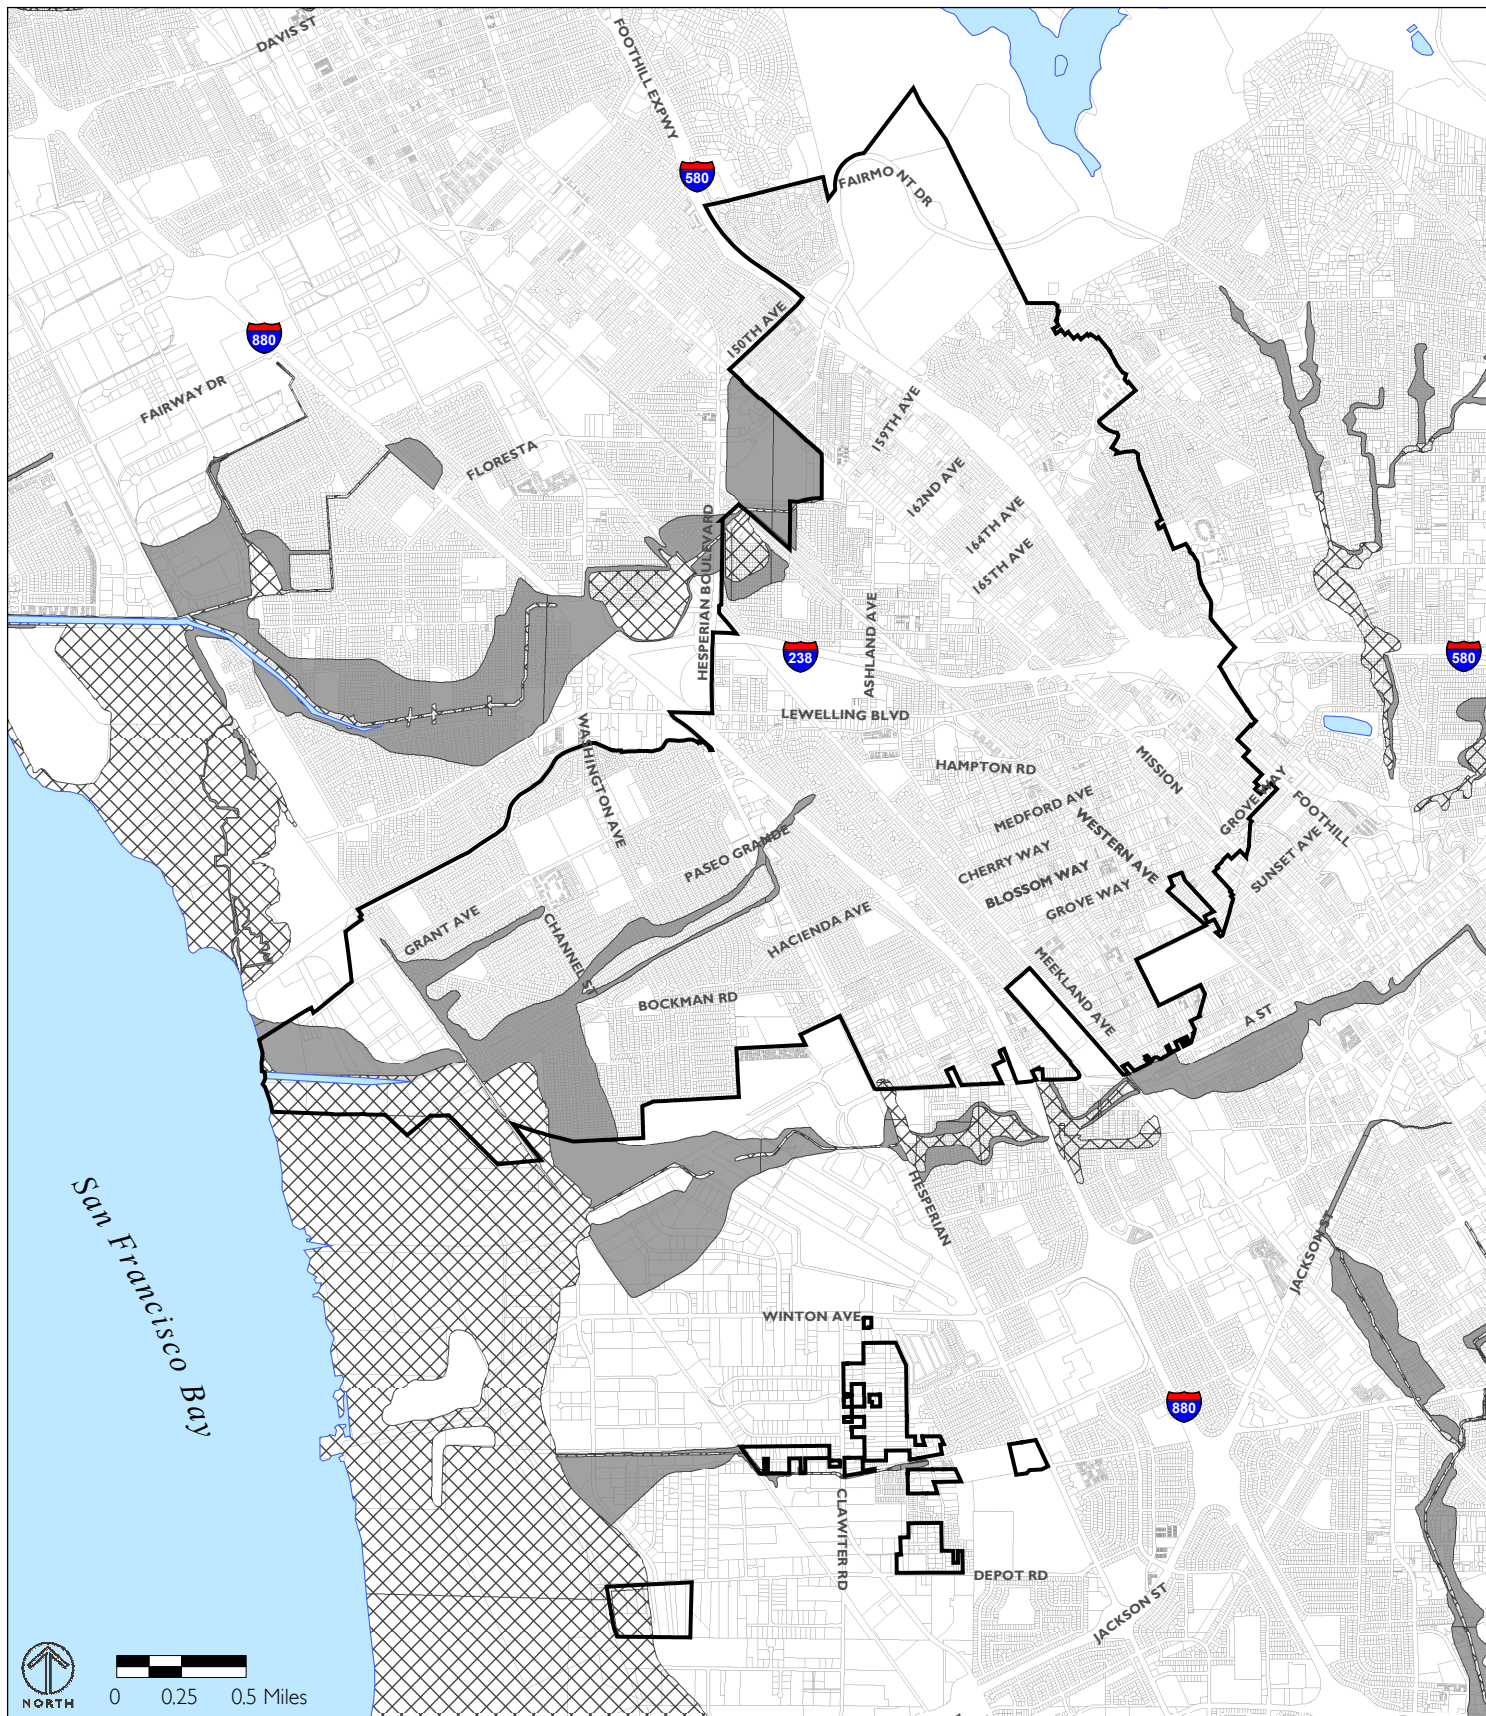 DAVIS ST
FOOTHILL EXPWY
580
FAIRMO NT DR
880
150TH AVE
FAIRWAY DR
FLORESTA
159TH AVE
162ND AVE
164TH AVE
165TH AVE
HESPERIAN BOULEVARD
ASHLAND AVE
238
580
LEWELLING BLVD
WASHINGTON AVE
HAMPTON RD
MISSION
MEDFORD AVE
GROVE WAY
FOOTHILL
WESTERN AVE
PASEO GRANDE
CHERRY WAY
SUNSET AVE
BLOSSOM WAY
GROVE WAY
GRANT AVE
CHANNEL ST
HACIENDA AVE
MEEKLAND AVE
BOCKMAN RD
A ST
HESPERIAN
JACKSON ST
San Francisco Bay
WINTON AVE
880
CLAWITER RD
DEPOT RD
JACKSON ST
NORTH
0 0.25 0.5 Miles